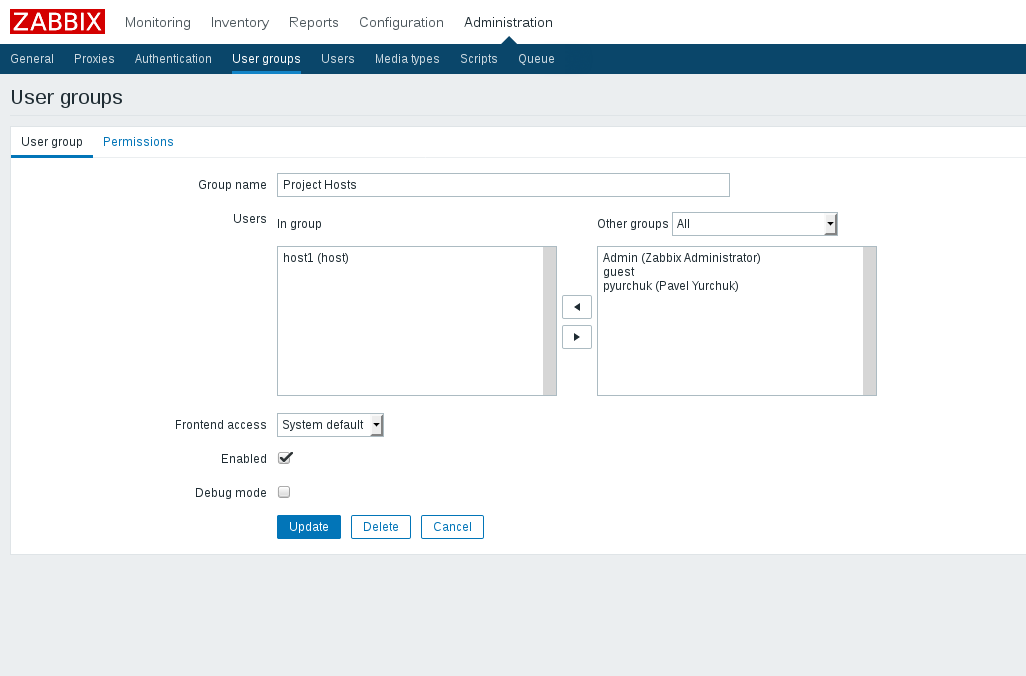 ZABBIX Monitoring Inventory Reports Configuration Administration
General Proxies Authentication User groups Users Media types Scripts Queue
User groups
User group Permissions
Group name Project Hosts
Users In group Other groups All
host1 (host)
Admin (Zabbix Administrator)
guest
pyurchuk (Pavel Yurchuk)
Frontend access System default
Enabled
Debug mode
Update Delete Cancel